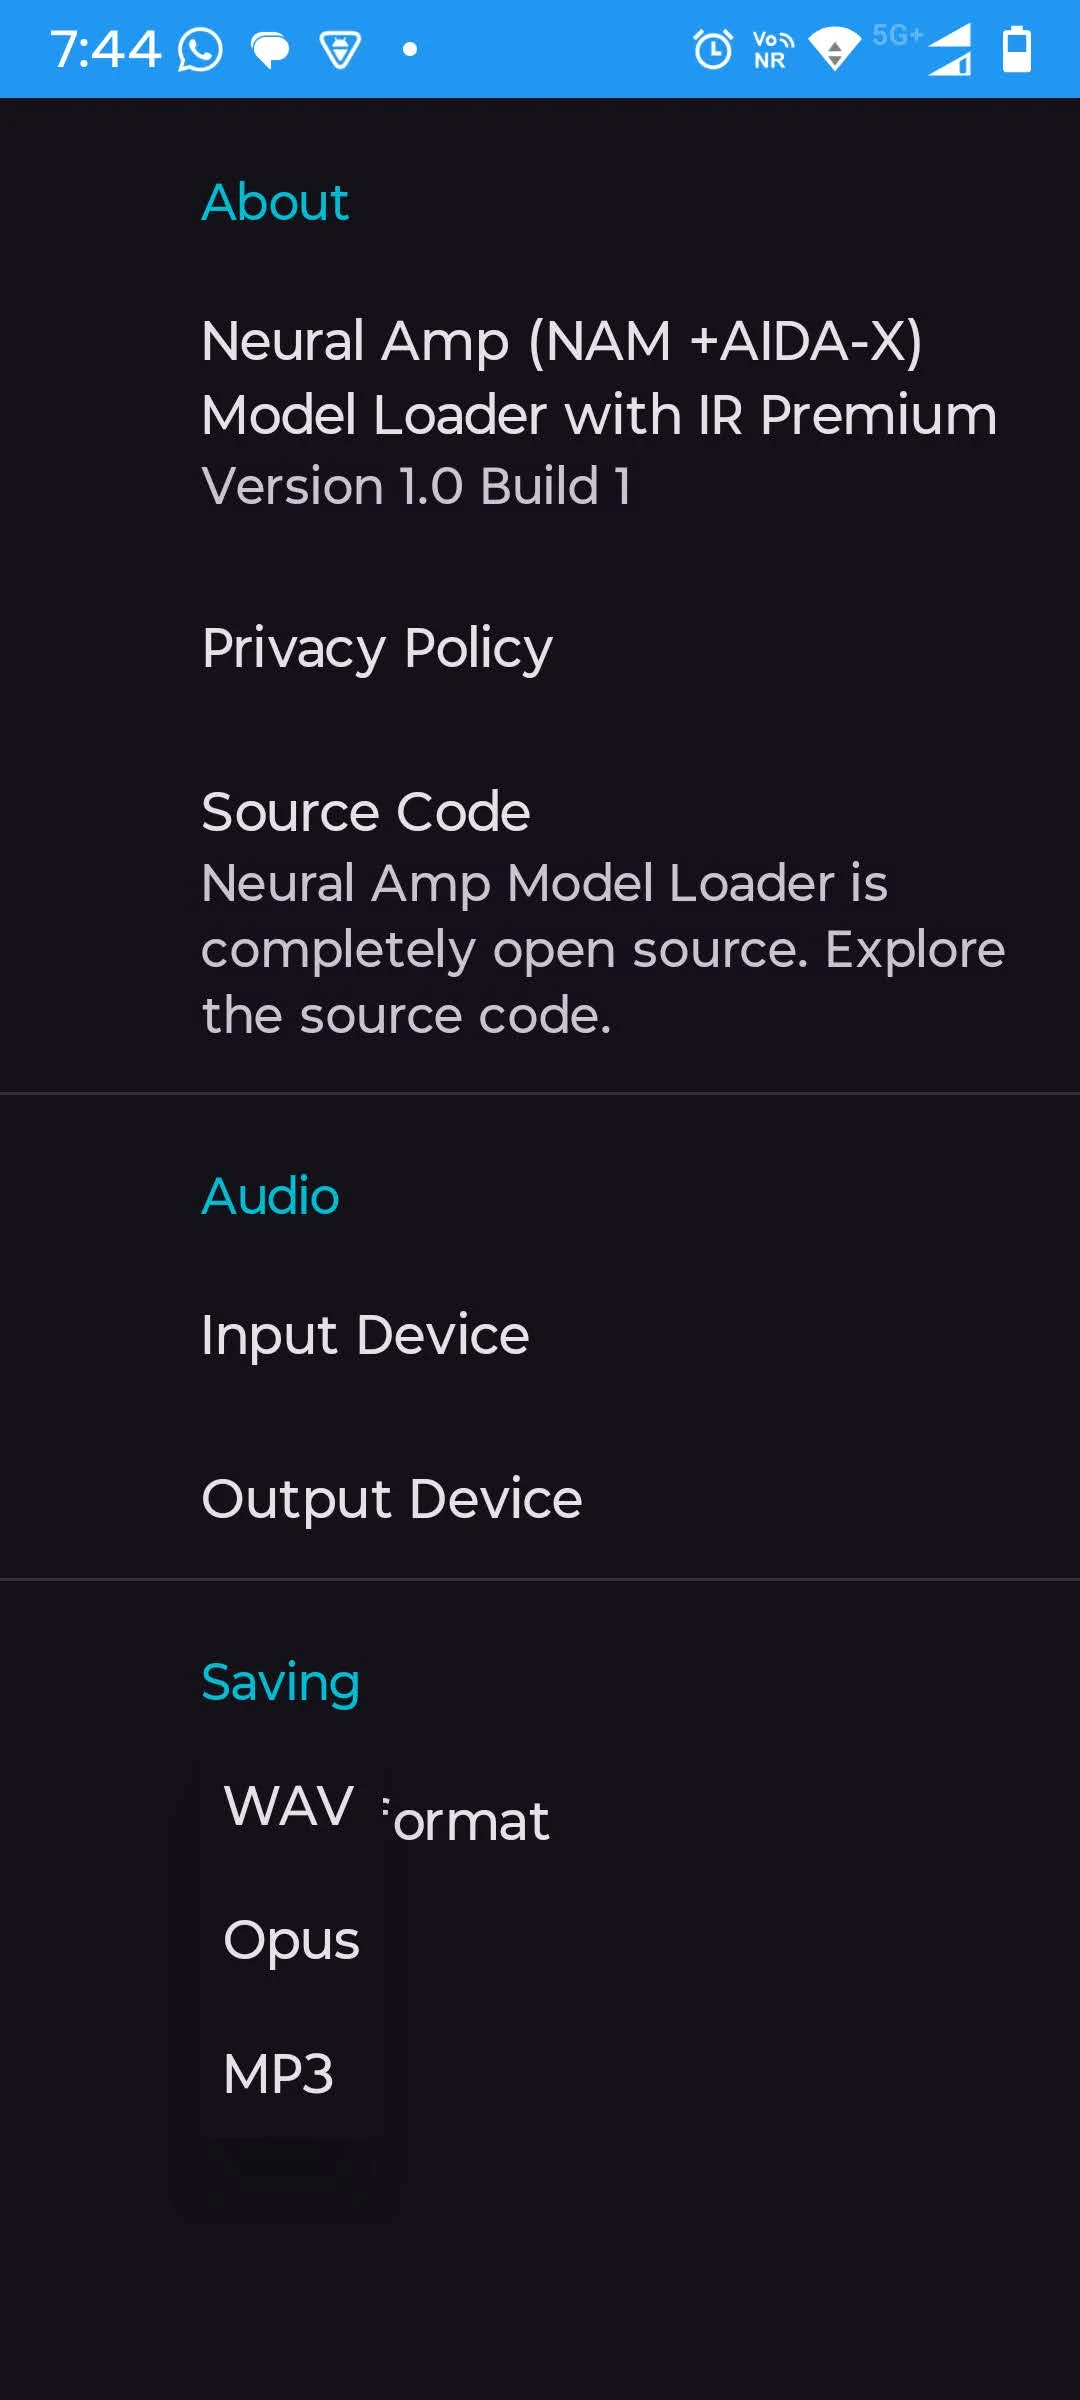 7:44
Vo
NR
5G+
About
Neural Amp (NAM +AIDA-X)
Model Loader with IR Premium
Version 1.0 Build 1
Privacy Policy
Source Code
Neural Amp Model Loader is
completely open source. Explore
the source code.
Audio
Input Device
Output Device
Saving
WAV
ormat
Opus
MP3